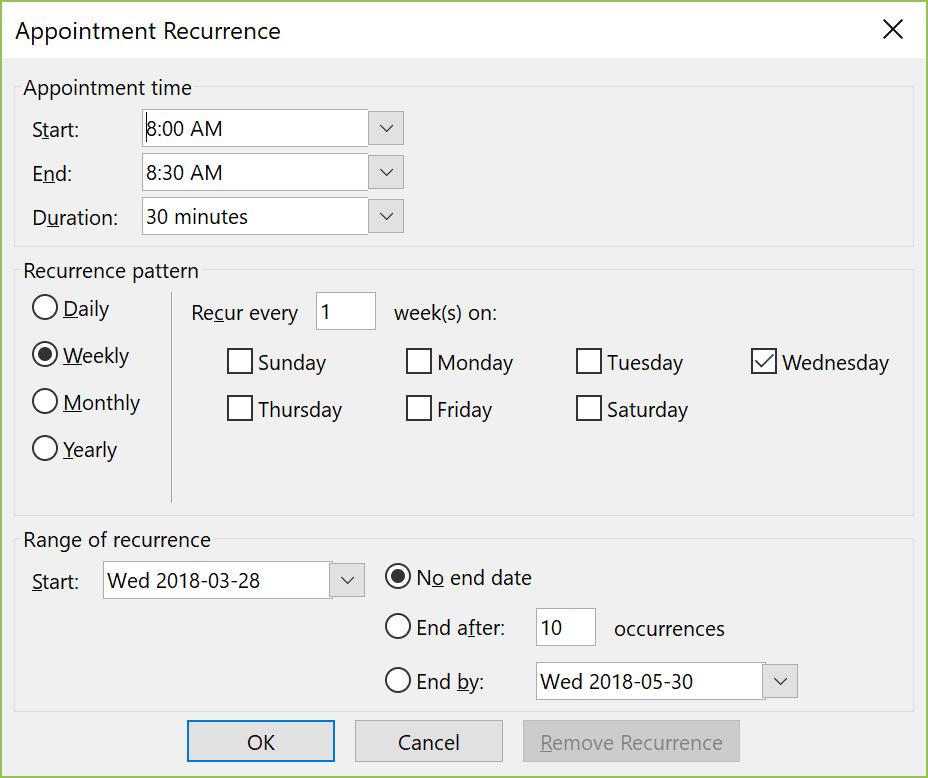 Appointment Recurrence
Appointment time
Start: 8:00 AM
End: 8:30 AM
Duration: 30 minutes
Recurrence pattern
Daily
Weekly
Monthly
Yearly
Recur every 1 week(s) on:
Sunday Monday Tuesday Wednesday
Thursday Friday Saturday
Range of recurrence
Start: Wed 2018-03-28
No end date
End after: 10 occurrences
End by: Wed 2018-05-30
OK Cancel Remove Recurrence